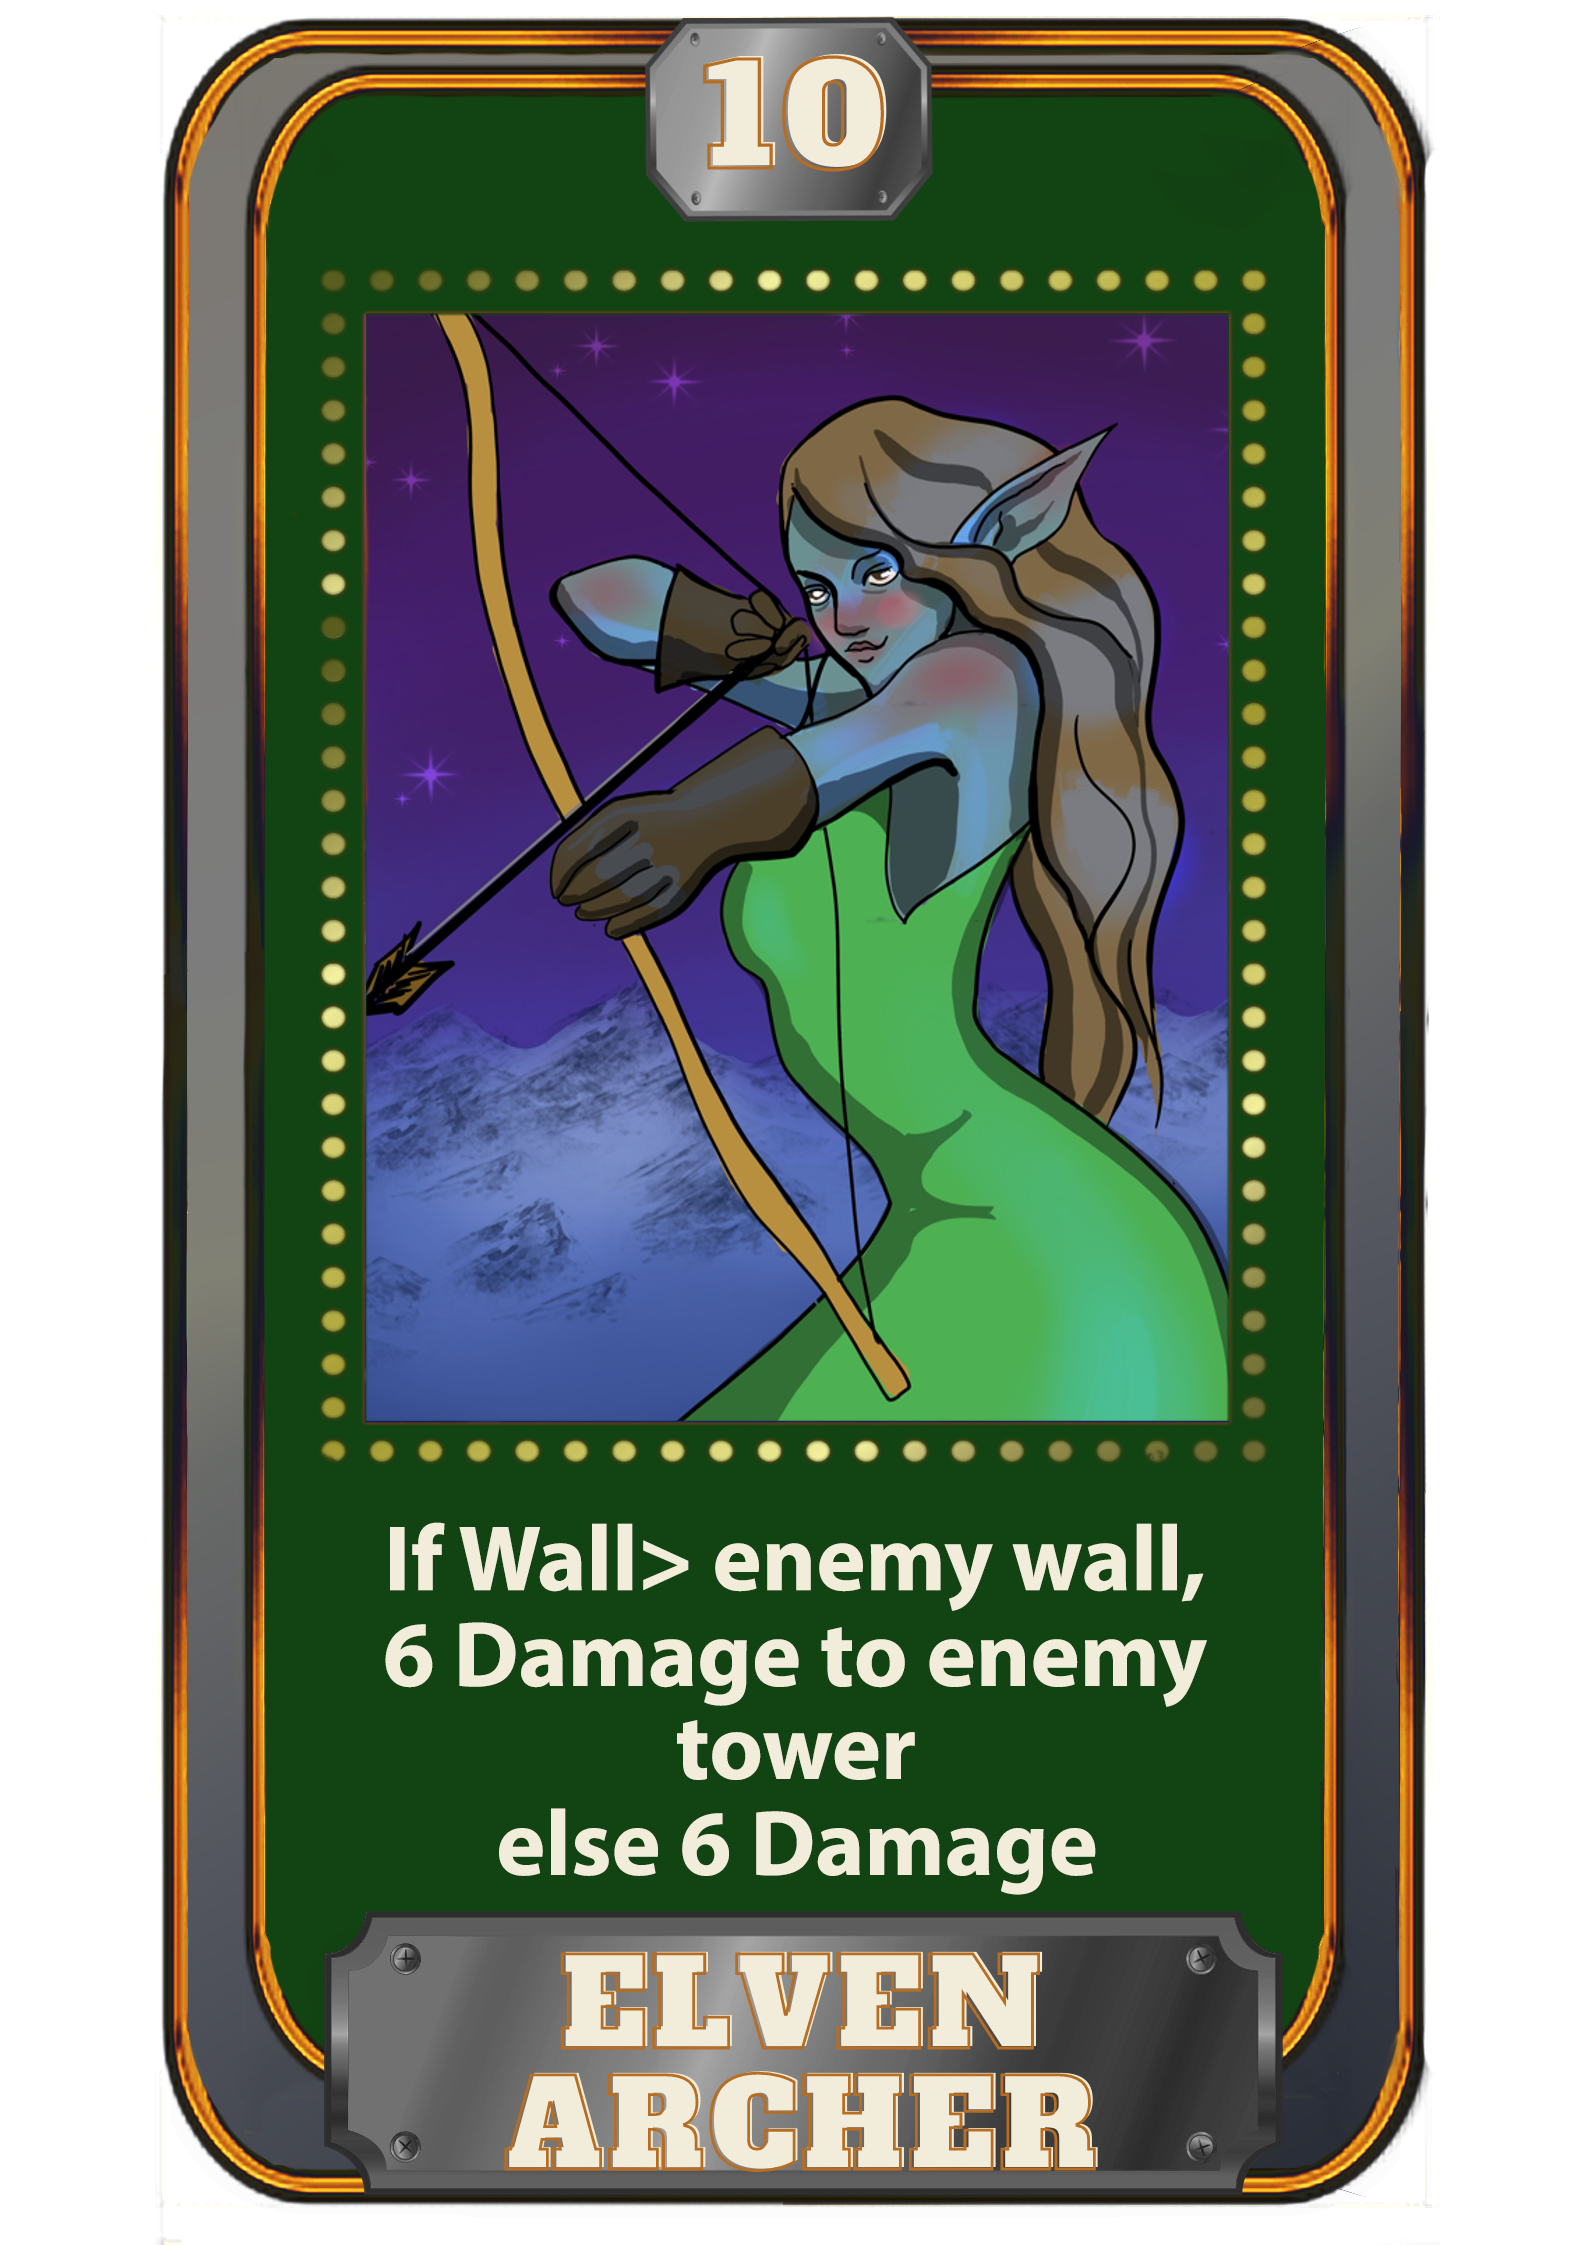 10
If Wall> enemy wall,
6 Damage to enemy
tower
else 6 Damage
ELVEN
ARCHER